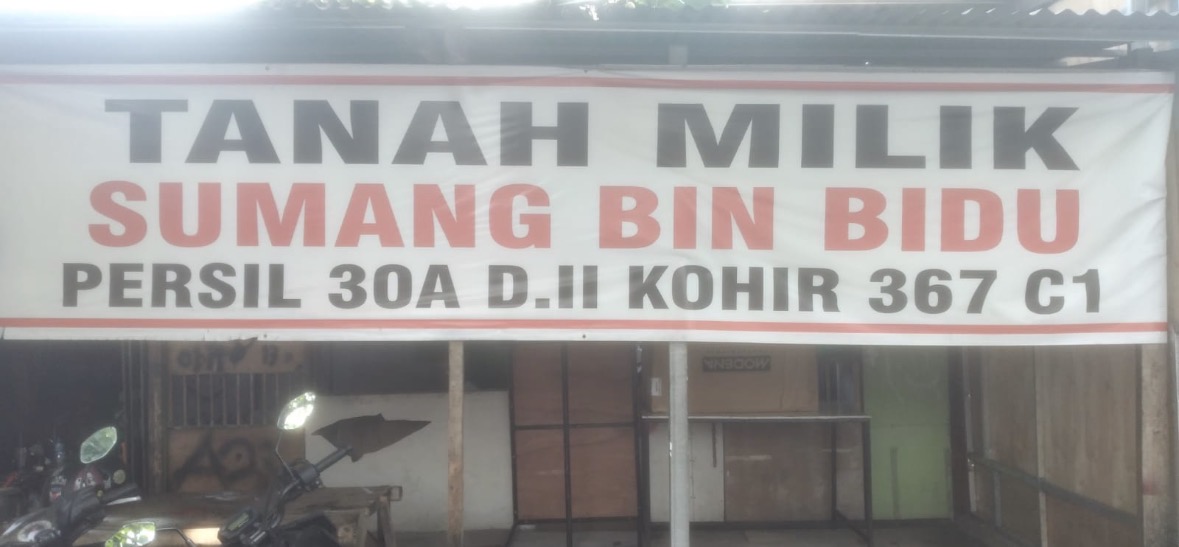 TANAH MILIK
SUMANG BIN BIDU
PERSIL 30A D.II KOHIR 367 C1